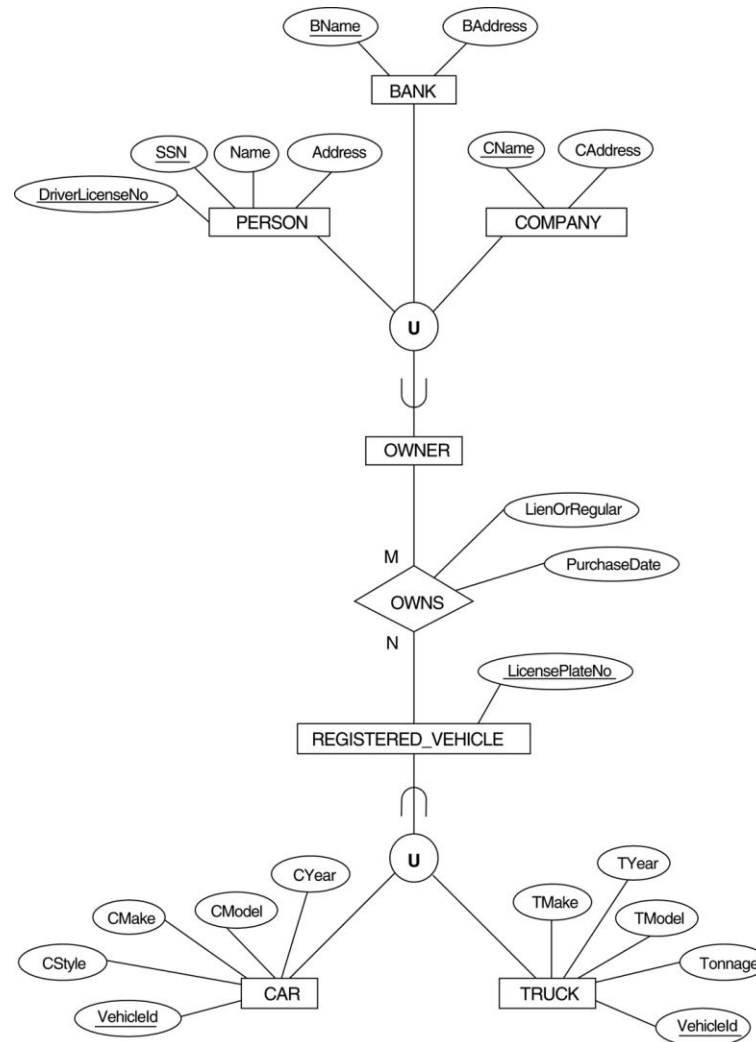 BName
BAddress
BANK
SSN
Name
Address
CName
CAddress
DriverLicenseNo
PERSON
COMPANY
U
OWNER
LienOrRegular
M
PurchaseDate
OWNS
N
LicensePlateNo
REGISTERED_VEHICLE
U
CYear
TYear
CModel
TMake
CMake
TModel
CStyle
Tonnage
CAR
TRUCK
VehicleId
VehicleId